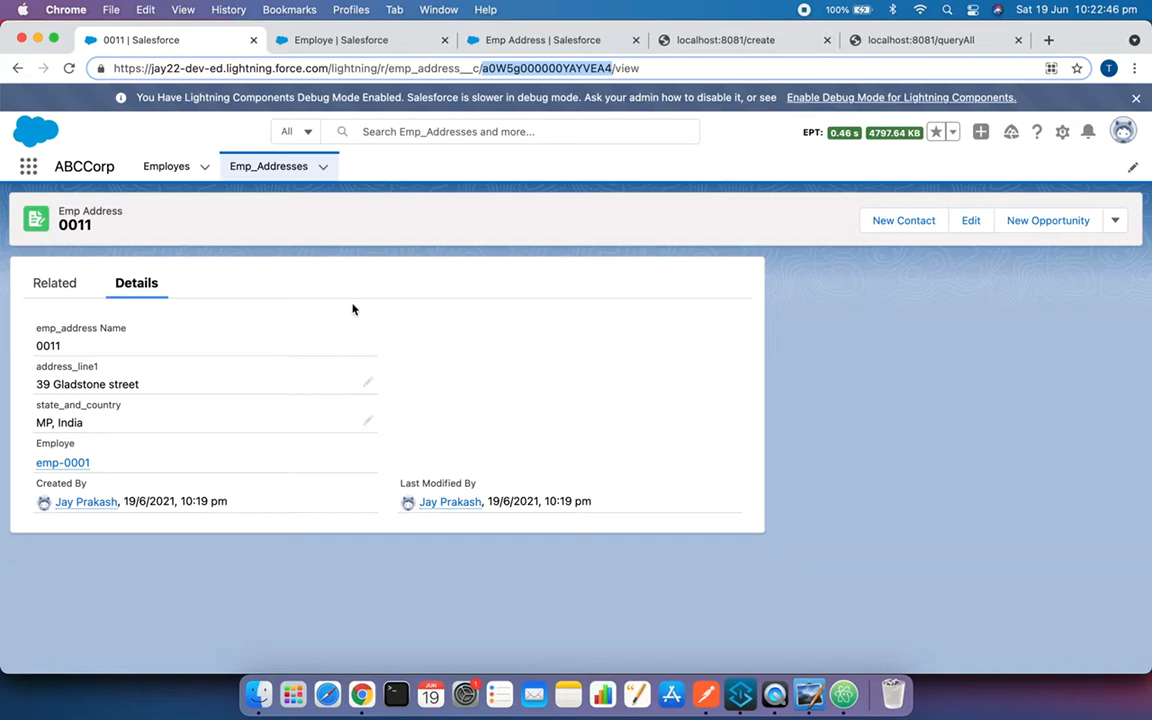 Chrome File Edit View History Bookmarks Profiles Tab Window Help 100% Sat 19 Jun 10:22:46 pm
0011 | Salesforce Employe | Salesforce Emp Address | Salesforce localhost:8081/create localhost:8081/queryAll
https://jay22-dev-ed.lightning.force.com/lightning/r/emp_address__c/a0W5g000000YAYVEA4/view T
You Have Lightning Components Debug Mode Enabled. Salesforce is slower in debug mode. Ask your admin how to disable it, or see Enable Debug Mode for Lightning Components.
All Search Emp_Addresses and more... EPT: 0.46 s 4797.64 KB
ABCCorp Employes Emp_Addresses
Emp Address
0011
New Contact Edit New Opportunity
Related Details
emp_address Name
0011
address_line1
39 Gladstone street
state_and_country
MP, India
Employe
emp-0001
Created By Last Modified By
Jay Prakash, 19/6/2021, 10:19 pm Jay Prakash, 19/6/2021, 10:19 pm
JUN
19
1